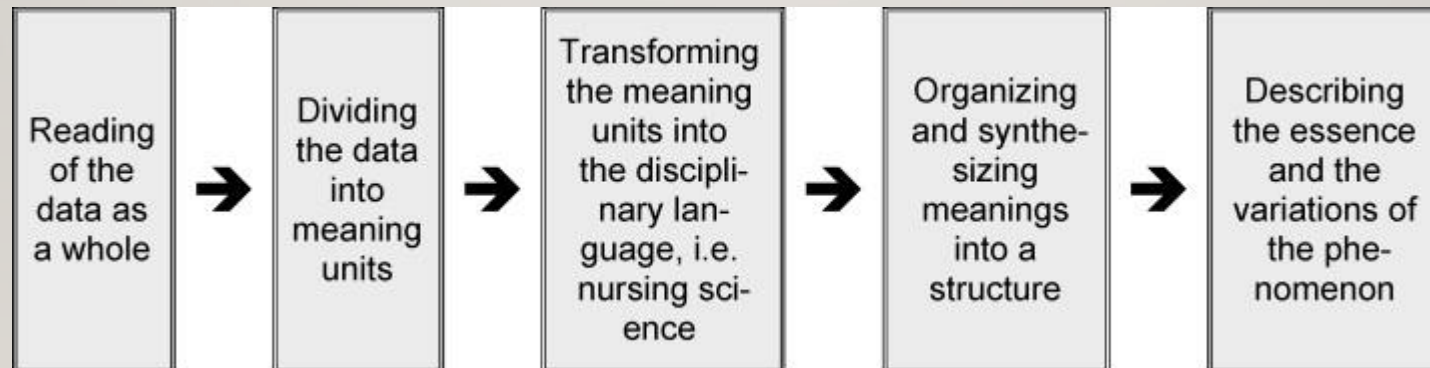 Reading
of the
data as
a whole
Dividing
the data
into
meaning
units
Transforming
the meaning
units into
the discipli-
nary lan-
guage, i.e.
nursing sci-
ence
Organizing
and synthe-
sizing
meanings
into a
structure
Describing
the essence
and the
variations of
the phe-
nomenon